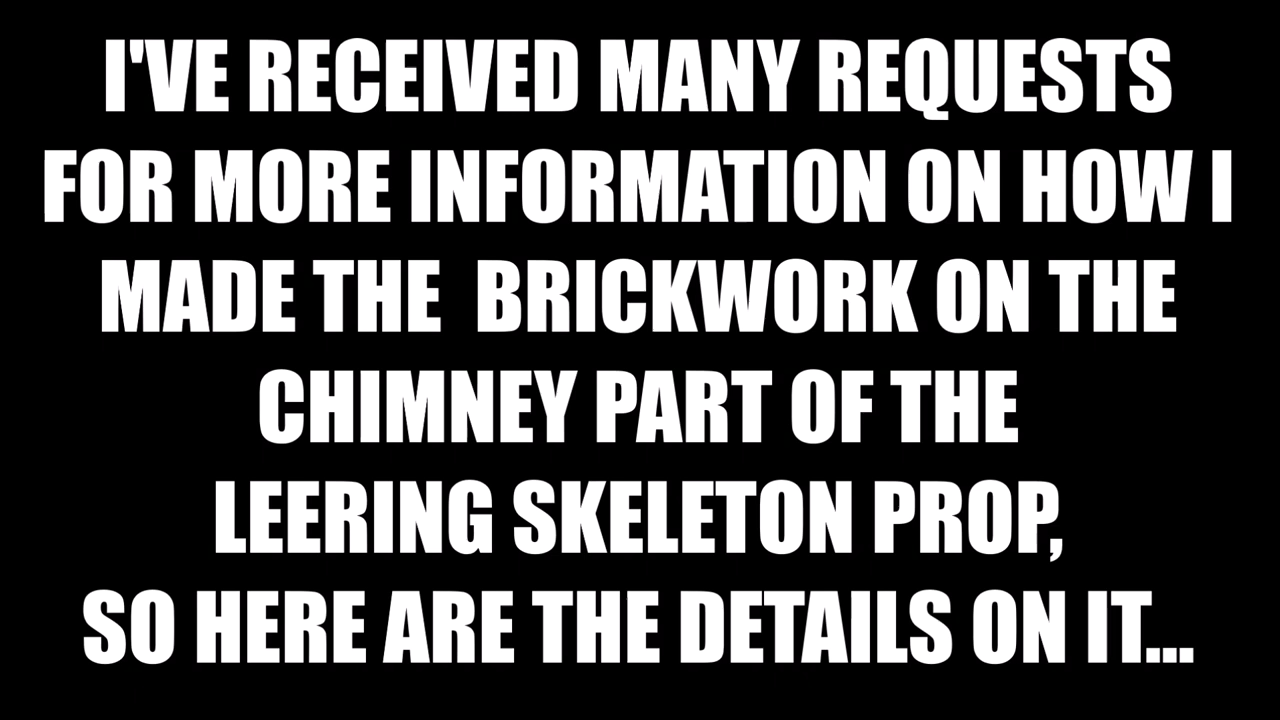 I'VE RECEIVED MANY REQUESTS
FOR MORE INFORMATION ON HOW I
MADE THE  BRICKWORK ON THE
CHIMNEY PART OF THE
LEERING SKELETON PROP,
SO HERE ARE THE DETAILS ON IT...